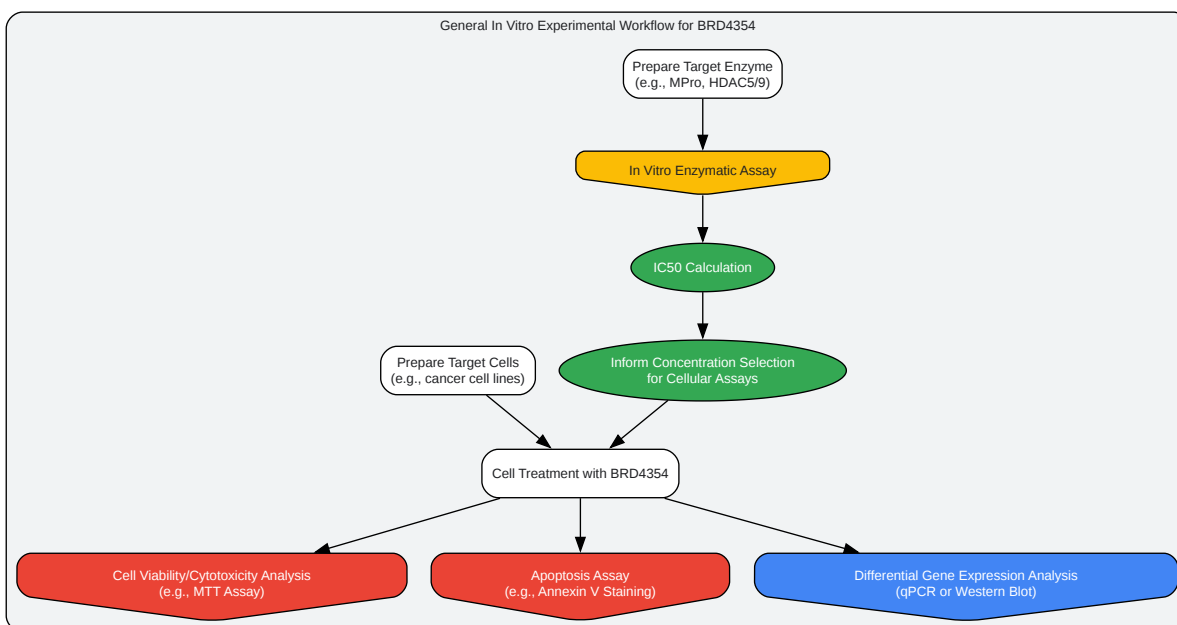 General In Vitro Experimental Workflow for BRD4354
Prepare Target Enzyme
(e.g., MPro, HDAC5/9)
In Vitro Enzymatic Assay
IC50 Calculation
Prepare Target Cells
(e.g., cancer cell lines)
Inform Concentration Selection
for Cellular Assays
Cell Treatment with BRD4354
Cell Viability/Cytotoxicity Analysis
(e.g., MTT Assay)
Apoptosis Assay
(e.g., Annexin V Staining)
Differential Gene Expression Analysis
(qPCR or Western Blot)